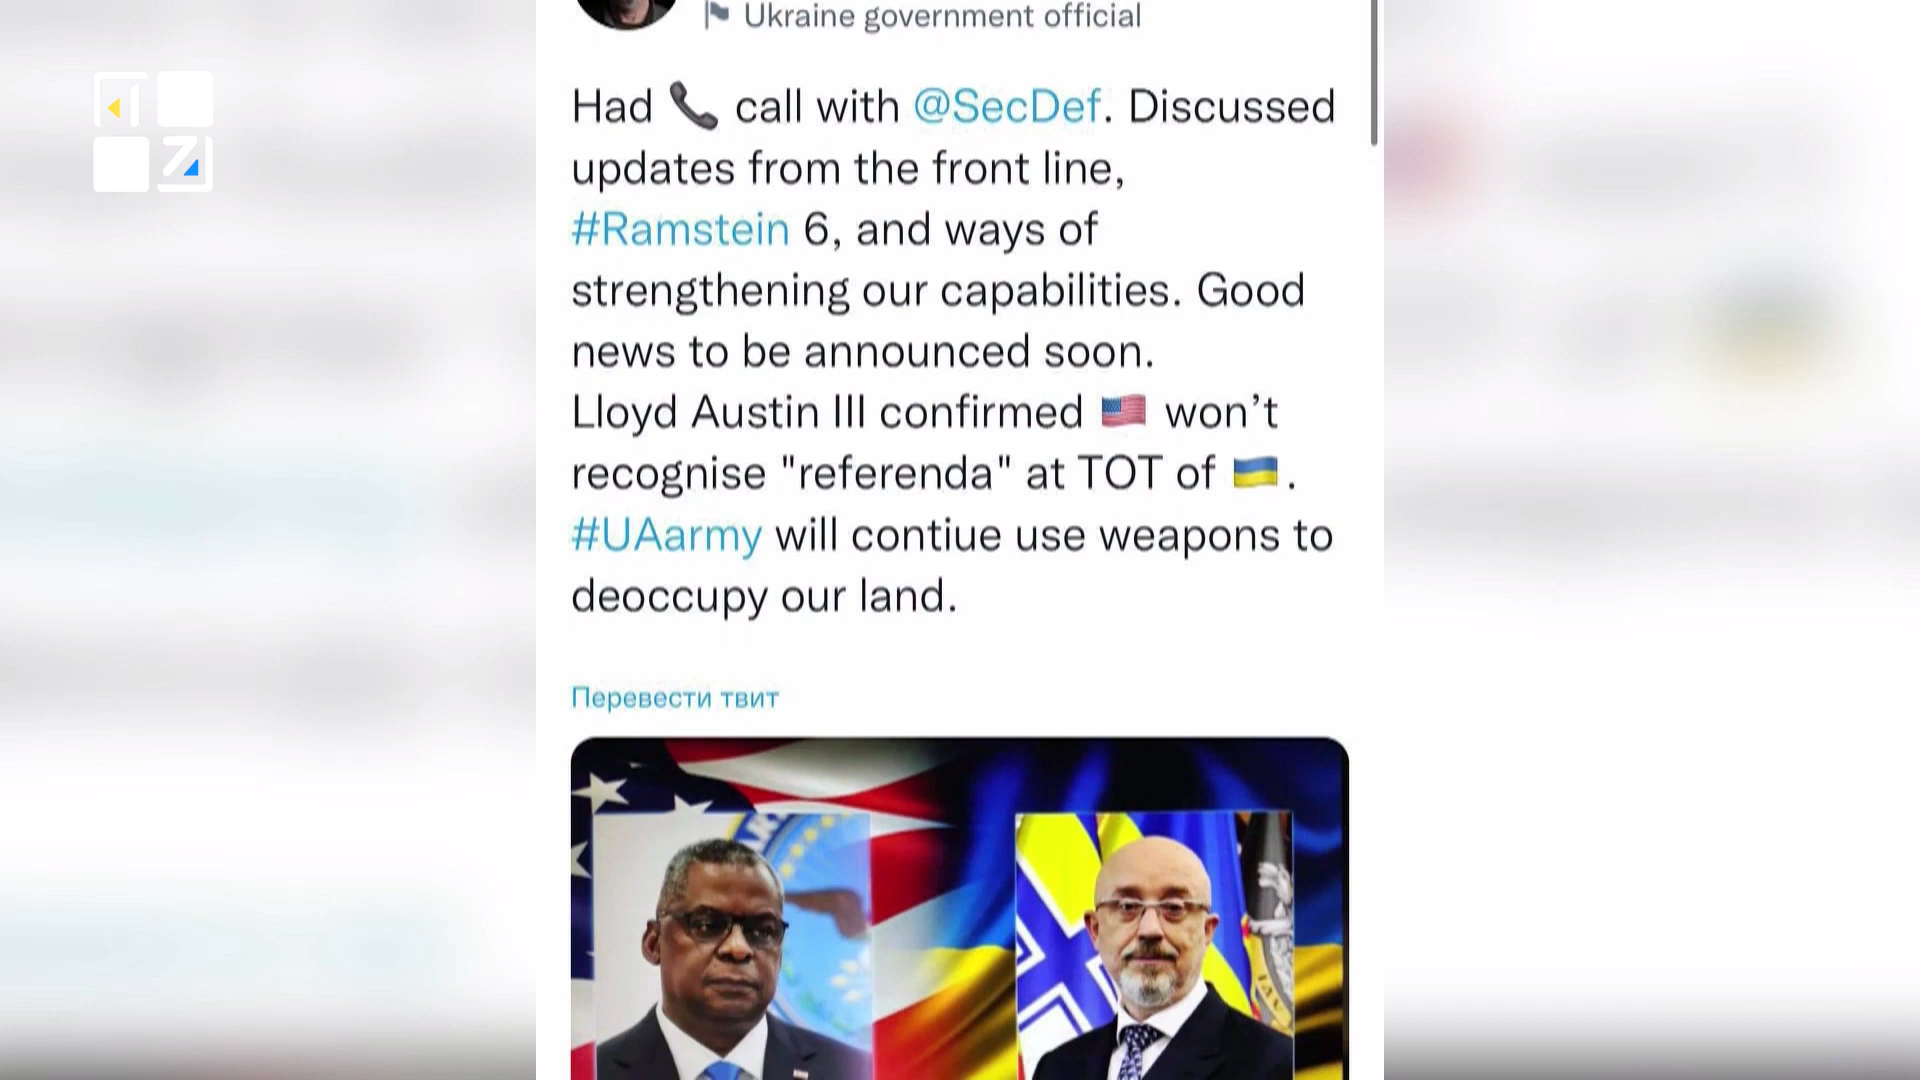 Ukraine government official
Had 📞 call with @SecDef. Discussed
updates from the front line,
#Ramstein 6, and ways of
strengthening our capabilities. Good
news to be announced soon.
Lloyd Austin III confirmed 🇺🇸 won’t
recognise "referenda" at TOT of 🇺🇦.
#UAarmy will contiue use weapons to
deoccupy our land.
Перевести твит